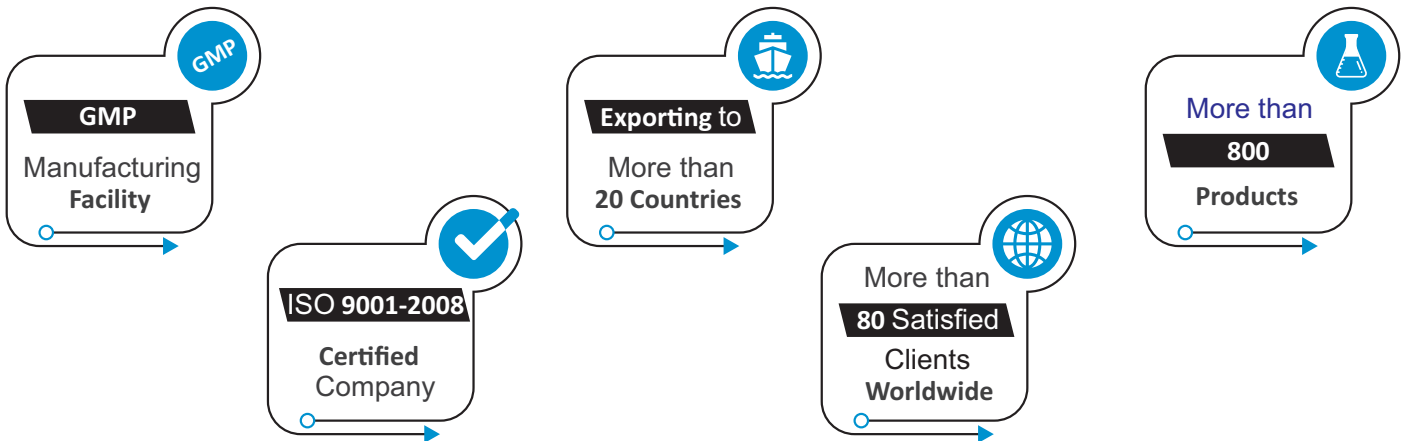 GMP
GMP
Manufacturing
Facility
ISO 9001-2008
Certified
Company
Exporting to
More than
20 Countries
More than
80 Satisfied
Clients
Worldwide
More than
800
Products